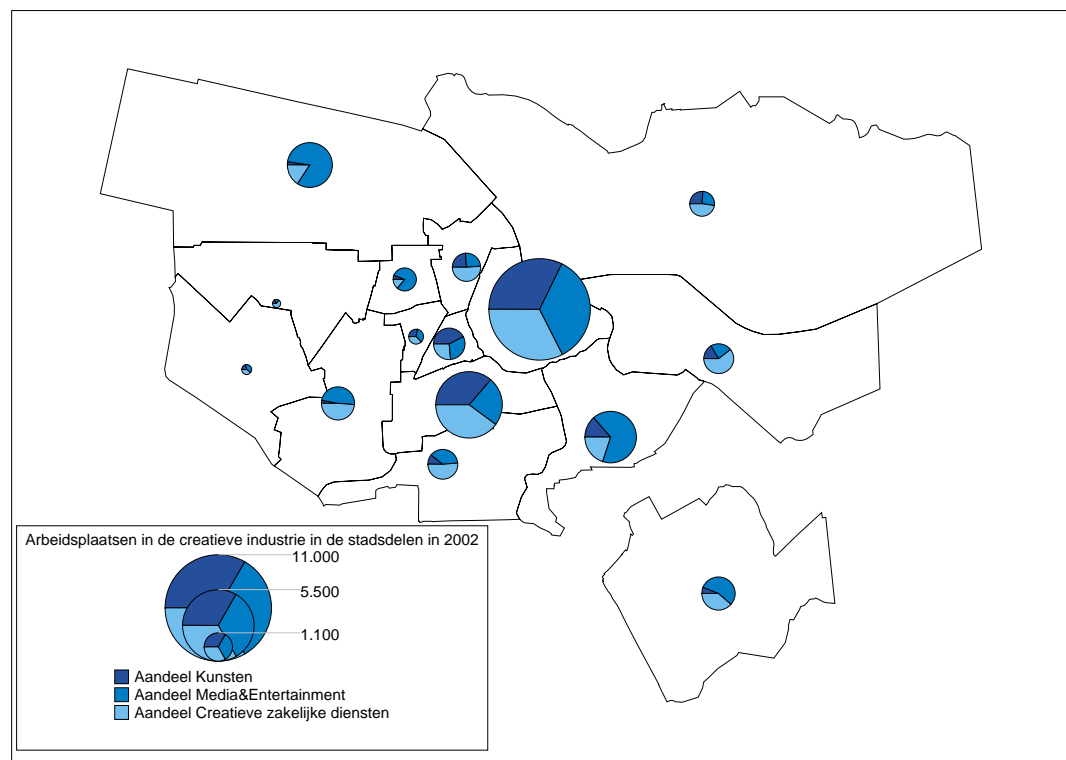 Arbeidsplaatsen in de creatieve industrie in de stadsdelen in 2002
11.000
5.500
1.100
Aandeel Kunsten
Aandeel Media&Entertainment
Aandeel Creatieve zakelijke diensten